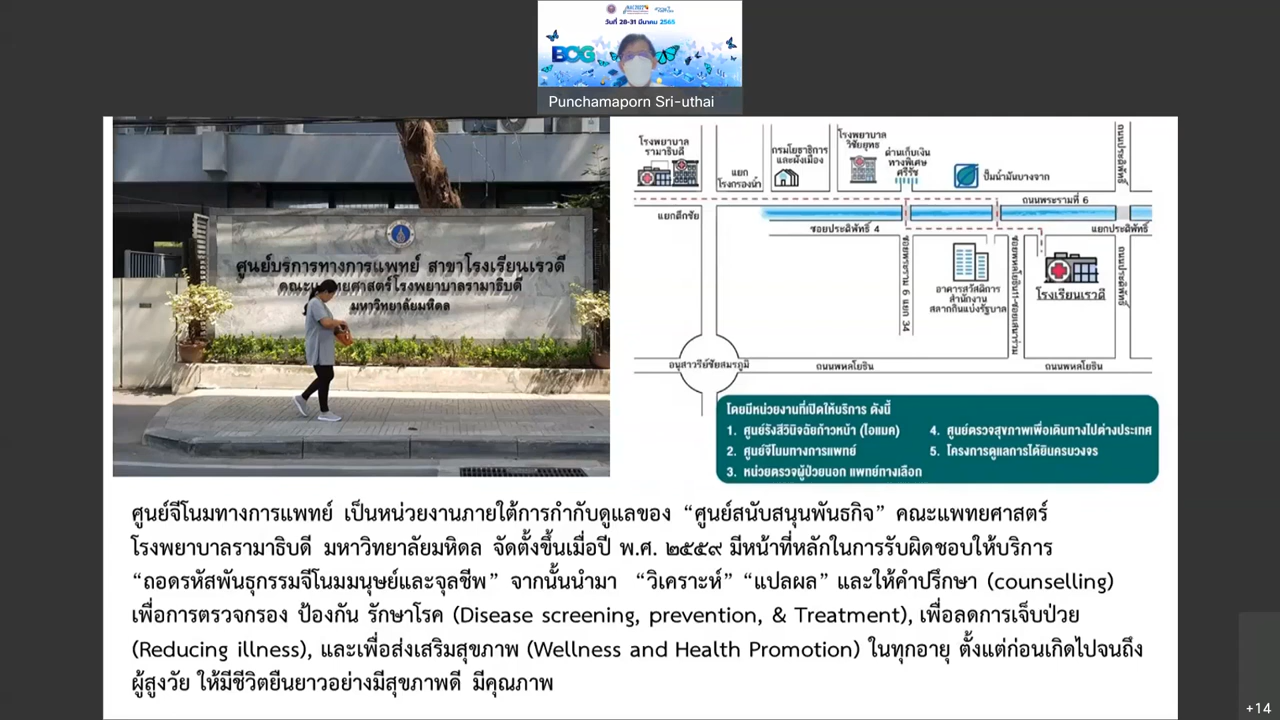 วันที่ 28-31 มีนาคม 2565
BCG
Punchamaporn Sri-uthai
ศูนย์บริการทางการแพทย์ สาขาโรงเรียนเรวดี
คณะแพทยศาสตร์โรงพยาบาลรามาธิบดี
มหาวิทยาลัยมหิดล
โรงพยาบาล
รามาธิบดี
แยก
โรงกรองน้ำ
กรมโยธาธิการ
และผังเมือง
โรงพยาบาล
วิชัยยุทธ
ด่านเก็บเงิน
ทางพิเศษ
ศรีรัช
ปั๊มน้ำมันบางจาก
ถนนประดิพัทธ์
ถนนพระรามที่ 6
แยกตึกชัย
ซอยประดิพัทธิ์ 4
แยกประดิพัทธ์
ซอยพระราม 6 แยก 34
อาคารสวัสดิการ
สำนักงาน
สลากกินแบ่งรัฐบาล
โรงเรียนเรวดี
ถนนประดิพัทธ์
อนุสาวรีย์ชัยสมรภูมิ
ถนนพหลโยธิน
ถนนพหลโยธิน
โดยมีหน่วยงานที่เปิดให้บริการ ดังนี้
1. ศูนย์รังสีวินิจฉัยก้าวหน้า (ไอแมค)
2. ศูนย์จีโนมทางการแพทย์
3. หน่วยตรวจผู้ป่วยนอก แพทย์ทางเลือก
4. ศูนย์ตรวจสุขภาพเพื่อเดินทางไปต่างประเทศ
5. โครงการดูแลการได้ยินครบวงจร
ศูนย์จีโนมทางการแพทย์ เป็นหน่วยงานภายใต้การกำกับดูแลของ “ศูนย์สนับสนุนพันธกิจ” คณะแพทยศาสตร์
โรงพยาบาลรามาธิบดี มหาวิทยาลัยมหิดล จัดตั้งขึ้นเมื่อปี พ.ศ. ๒๕๕๙ มีหน้าที่หลักในการรับผิดชอบให้บริการ
“ถอดรหัสพันธุกรรมจีโนมมนุษย์และจุลชีพ” จากนั้นนำมา “วิเคราะห์” “แปลผล” และให้คำปรึกษา (counselling)
เพื่อการตรวจกรอง ป้องกัน รักษาโรค (Disease screening, prevention, & Treatment), เพื่อลดการเจ็บป่วย
(Reducing illness), และเพื่อส่งเสริมสุขภาพ (Wellness and Health Promotion) ในทุกอายุ ตั้งแต่ก่อนเกิดไปจนถึง
ผู้สูงวัย ให้มีชีวิตยืนยาวอย่างมีสุขภาพดี มีคุณภาพ
+14